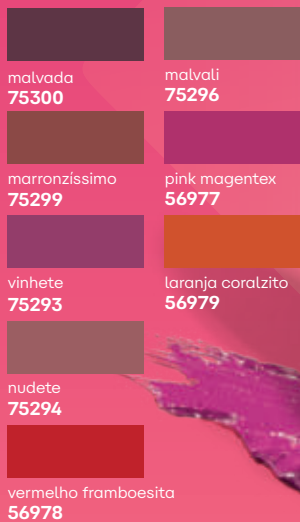 malvada
75300
malvali
75296
marronzíssimo
75299
pink magentex
56977
vinhete
75293
laranja coralzito
56979
nudete
75294
vermelho framboesita
56978